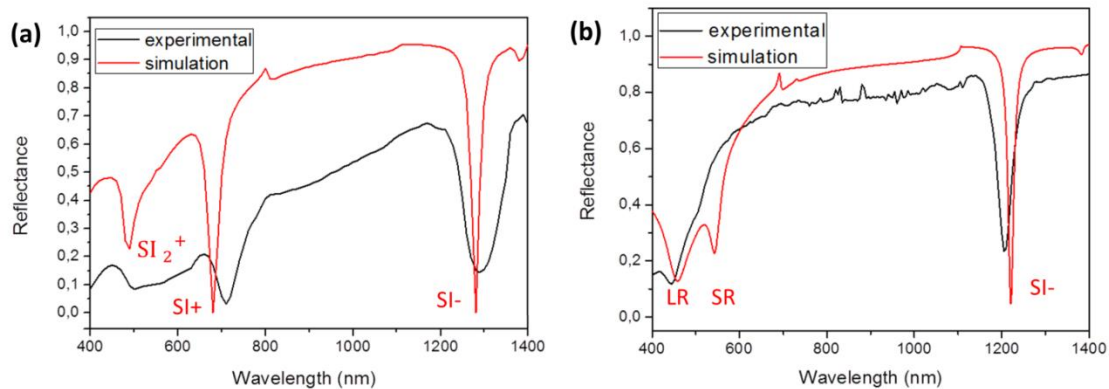 (a)
experimental
simulation
1,0
0,9
0,8
0,7
0,6
0,5
0,4
0,3
0,2
0,1
0,0
Reflectance
SI 2 +
SI+
SI-
400 600 800 1000 1200 1400
Wavelength (nm)
(b)
experimental
simulation
1,0
0,8
0,6
0,4
0,2
0,0
Reflectance
LR
SR
SI-
400 600 800 1000 1200 1400
Wavelength (nm)